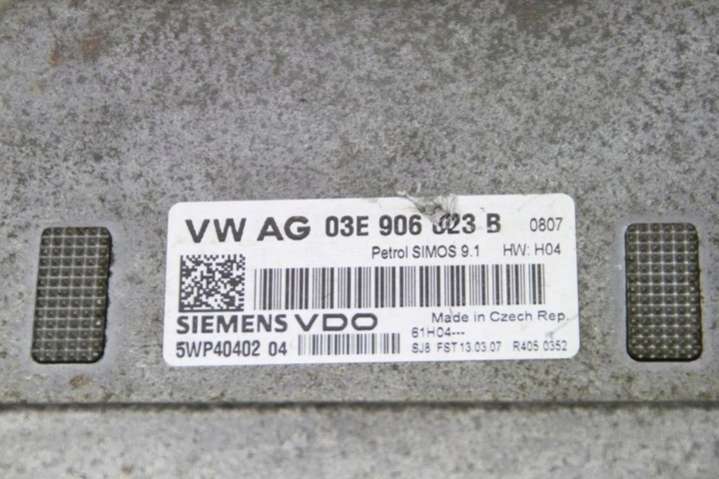 VW AG 03E 906 023 B 0807
Petrol SIMOS 9.1 HW: H04
SIEMENS VDO Made in Czech Rep.
61H04---
5WP40402 04 SJ8 FST 13.03.07 R405 0352